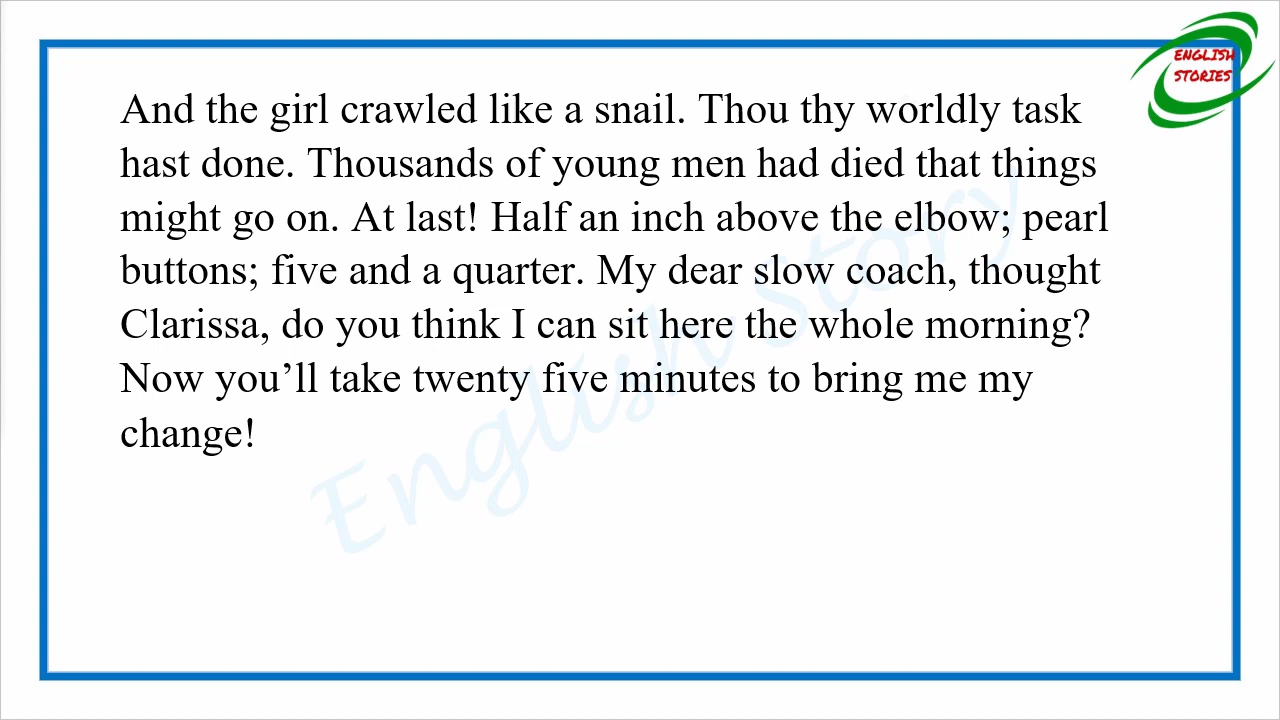 ENGLISH
STORIES
And the girl crawled like a snail. Thou thy worldly task
hast done. Thousands of young men had died that things
might go on. At last! Half an inch above the elbow; pearl
buttons; five and a quarter. My dear slow coach, thought
Clarissa, do you think I can sit here the whole morning?
Now you’ll take twenty five minutes to bring me my
change!
English Story